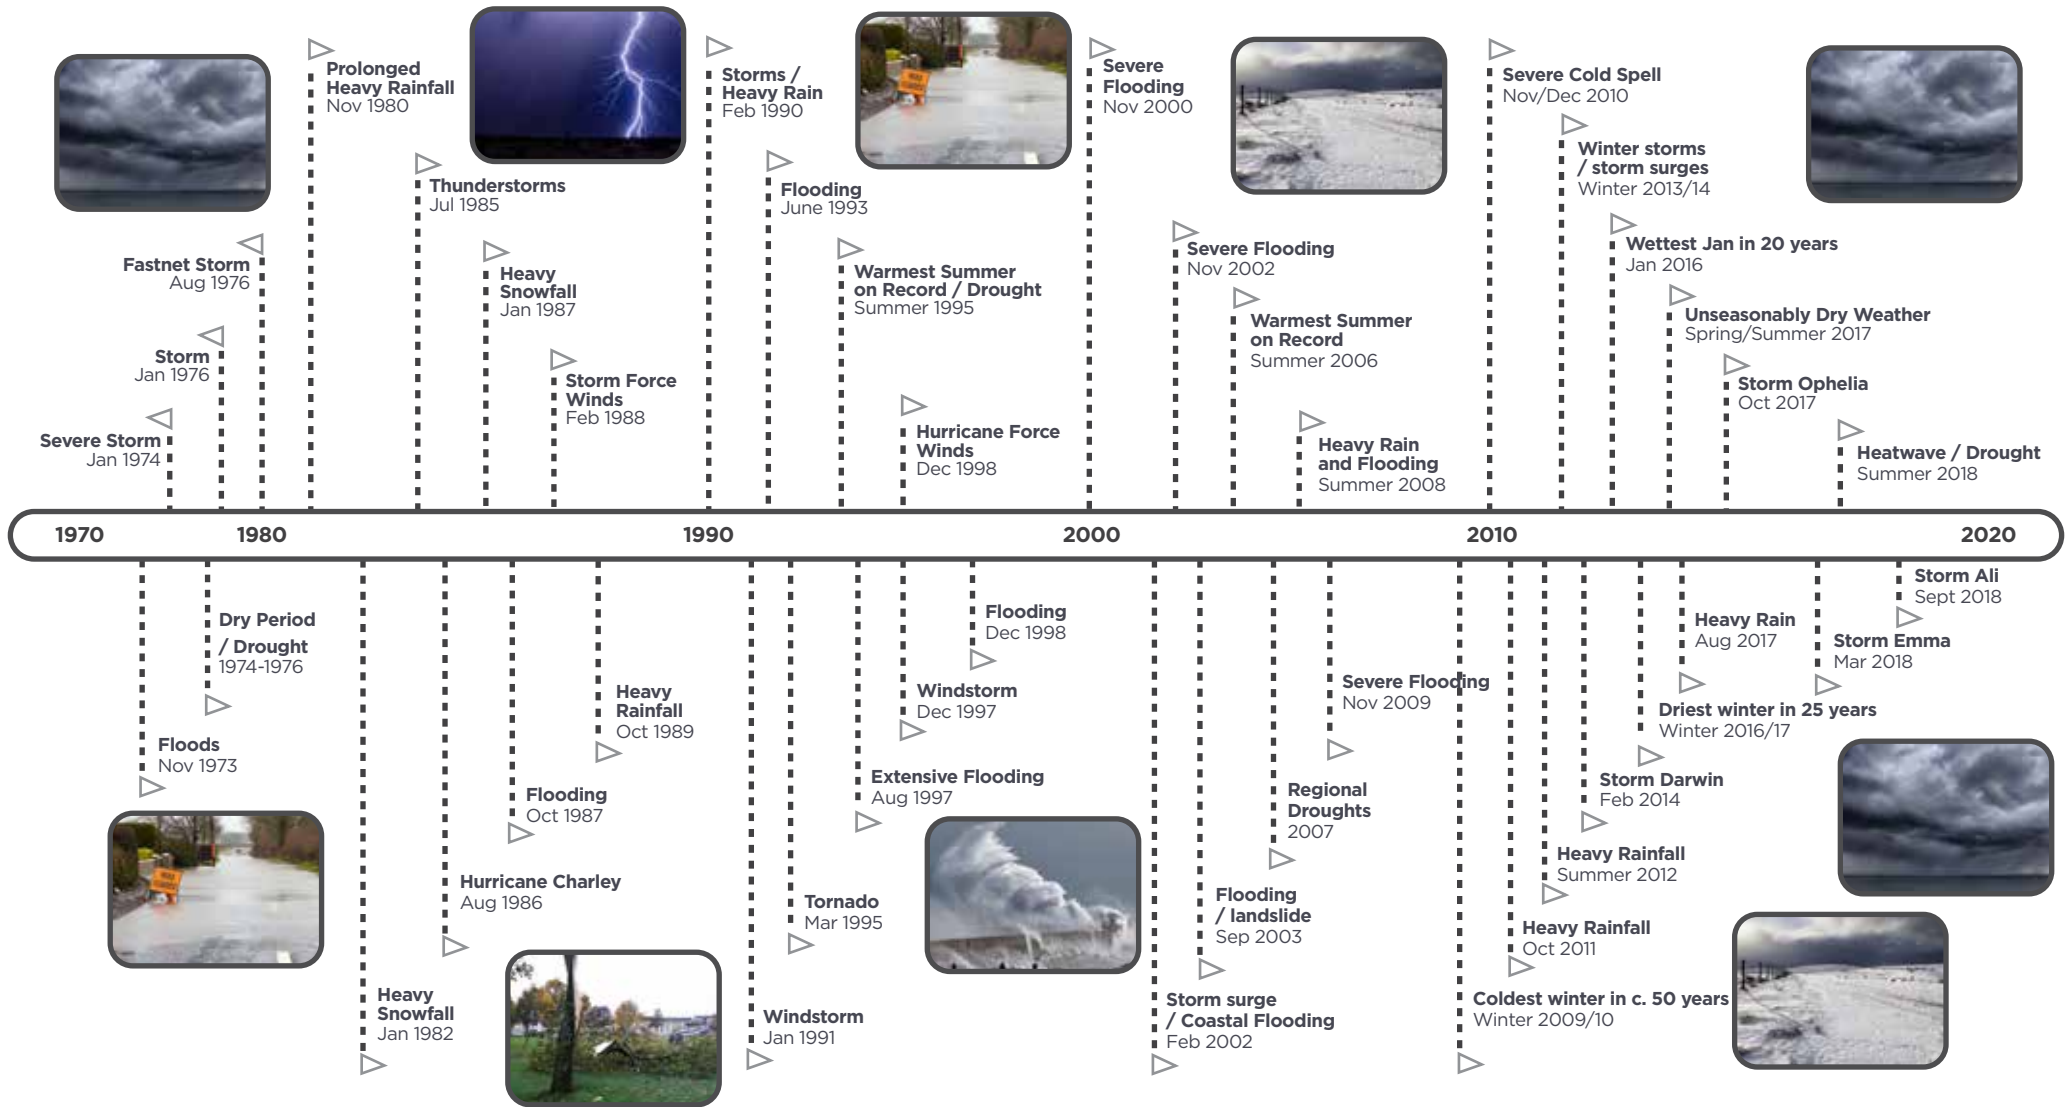 Prolonged
Heavy Rainfall
Nov 1980
Storms /
Heavy Rain
Feb 1990
Severe
Flooding
Nov 2000
Severe Cold Spell
Nov/Dec 2010
Thunderstorms
Jul 1985
Flooding
June 1993
Winter storms
/ storm surges
Winter 2013/14
Fastnet Storm
Aug 1976
Heavy
Snowfall
Jan 1987
Warmest Summer
on Record / Drought
Summer 1995
Severe Flooding
Nov 2002
Wettest Jan in 20 years
Jan 2016
Storm
Jan 1976
Storm Force
Winds
Feb 1988
Warmest Summer
on Record
Summer 2006
Unseasonably Dry Weather
Spring/Summer 2017
Storm Ophelia
Oct 2017
Severe Storm
Jan 1974
Hurricane Force
Winds
Dec 1998
Heavy Rain
and Flooding
Summer 2008
Heatwave / Drought
Summer 2018
1970 1980 1990 2000 2010 2020
Storm Ali
Sept 2018
Dry Period
/ Drought
1974-1976
Flooding
Dec 1998
Heavy Rain
Aug 2017
Storm Emma
Mar 2018
Heavy
Rainfall
Oct 1989
Windstorm
Dec 1997
Severe Flooding
Nov 2009
Driest winter in 25 years
Winter 2016/17
Floods
Nov 1973
Extensive Flooding
Aug 1997
Storm Darwin
Feb 2014
Flooding
Oct 1987
Regional
Droughts
2007
Heavy Rainfall
Summer 2012
Hurricane Charley
Aug 1986
Tornado
Mar 1995
Flooding
/ landslide
Sep 2003
Heavy Rainfall
Oct 2011
Heavy
Snowfall
Jan 1982
Windstorm
Jan 1991
Storm surge
/ Coastal Flooding
Feb 2002
Coldest winter in c. 50 years
Winter 2009/10